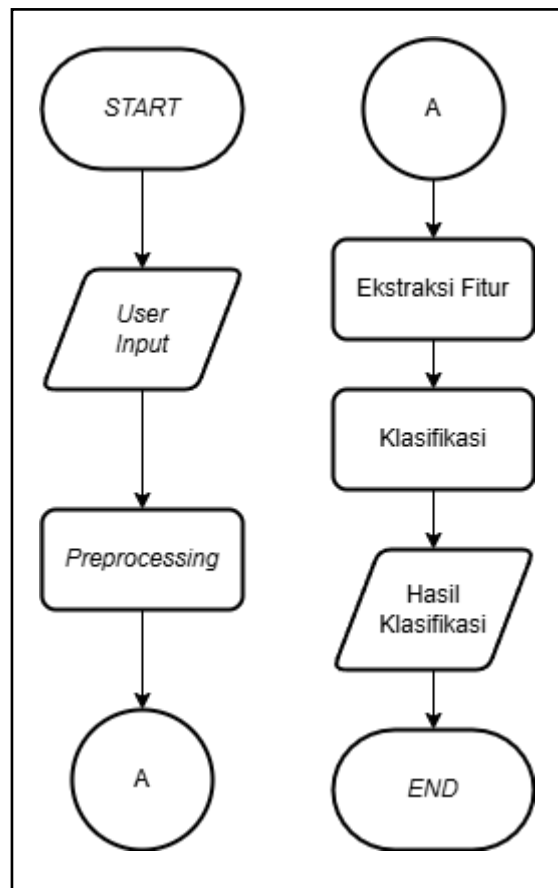 START
User
Input
Preprocessing
A
A
Ekstraksi Fitur
Klasifikasi
Hasil
Klasifikasi
END